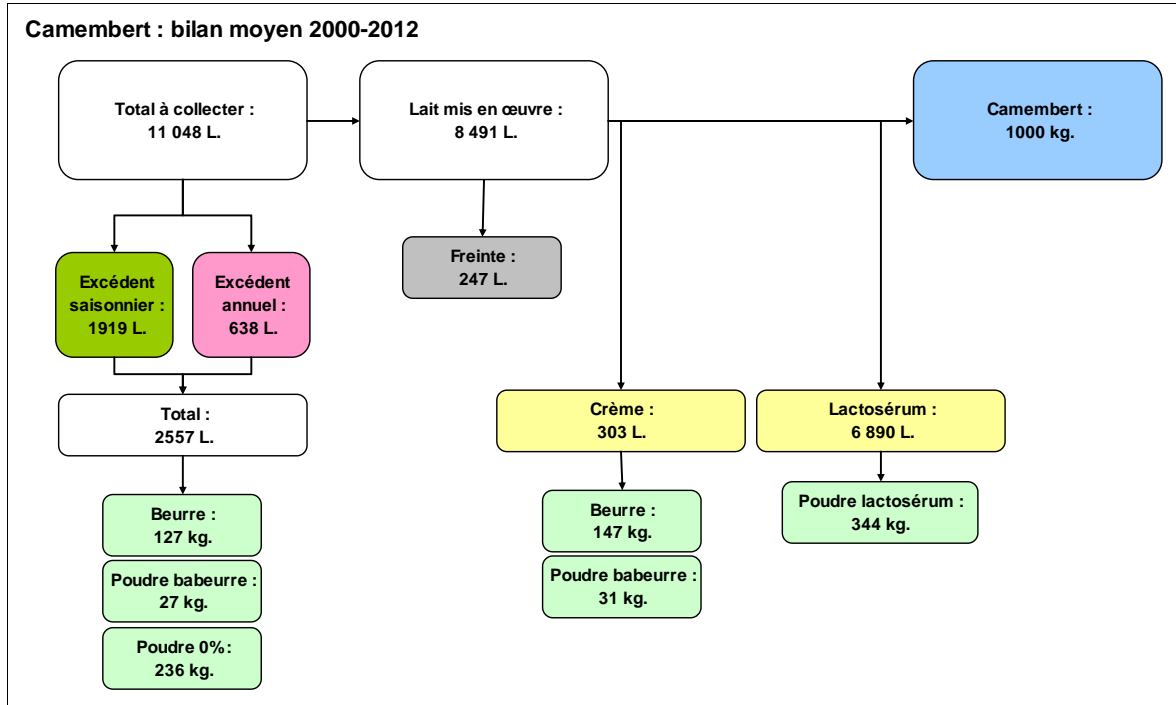 Camembert : bilan moyen 2000-2012
Total à collecter :
11 048 L.
Lait mis en œuvre :
8 491 L.
Camembert :
1000 kg.
Freinte :
247 L.
Excédent
saisonnier :
1919 L.
Excédent
annuel :
638 L.
Total :
2557 L.
Crème :
303 L.
Lactosérum :
6 890 L.
Beurre :
127 kg.
Poudre babeurre :
27 kg.
Poudre 0%:
236 kg.
Beurre :
147 kg.
Poudre babeurre :
31 kg.
Poudre lactosérum :
344 kg.